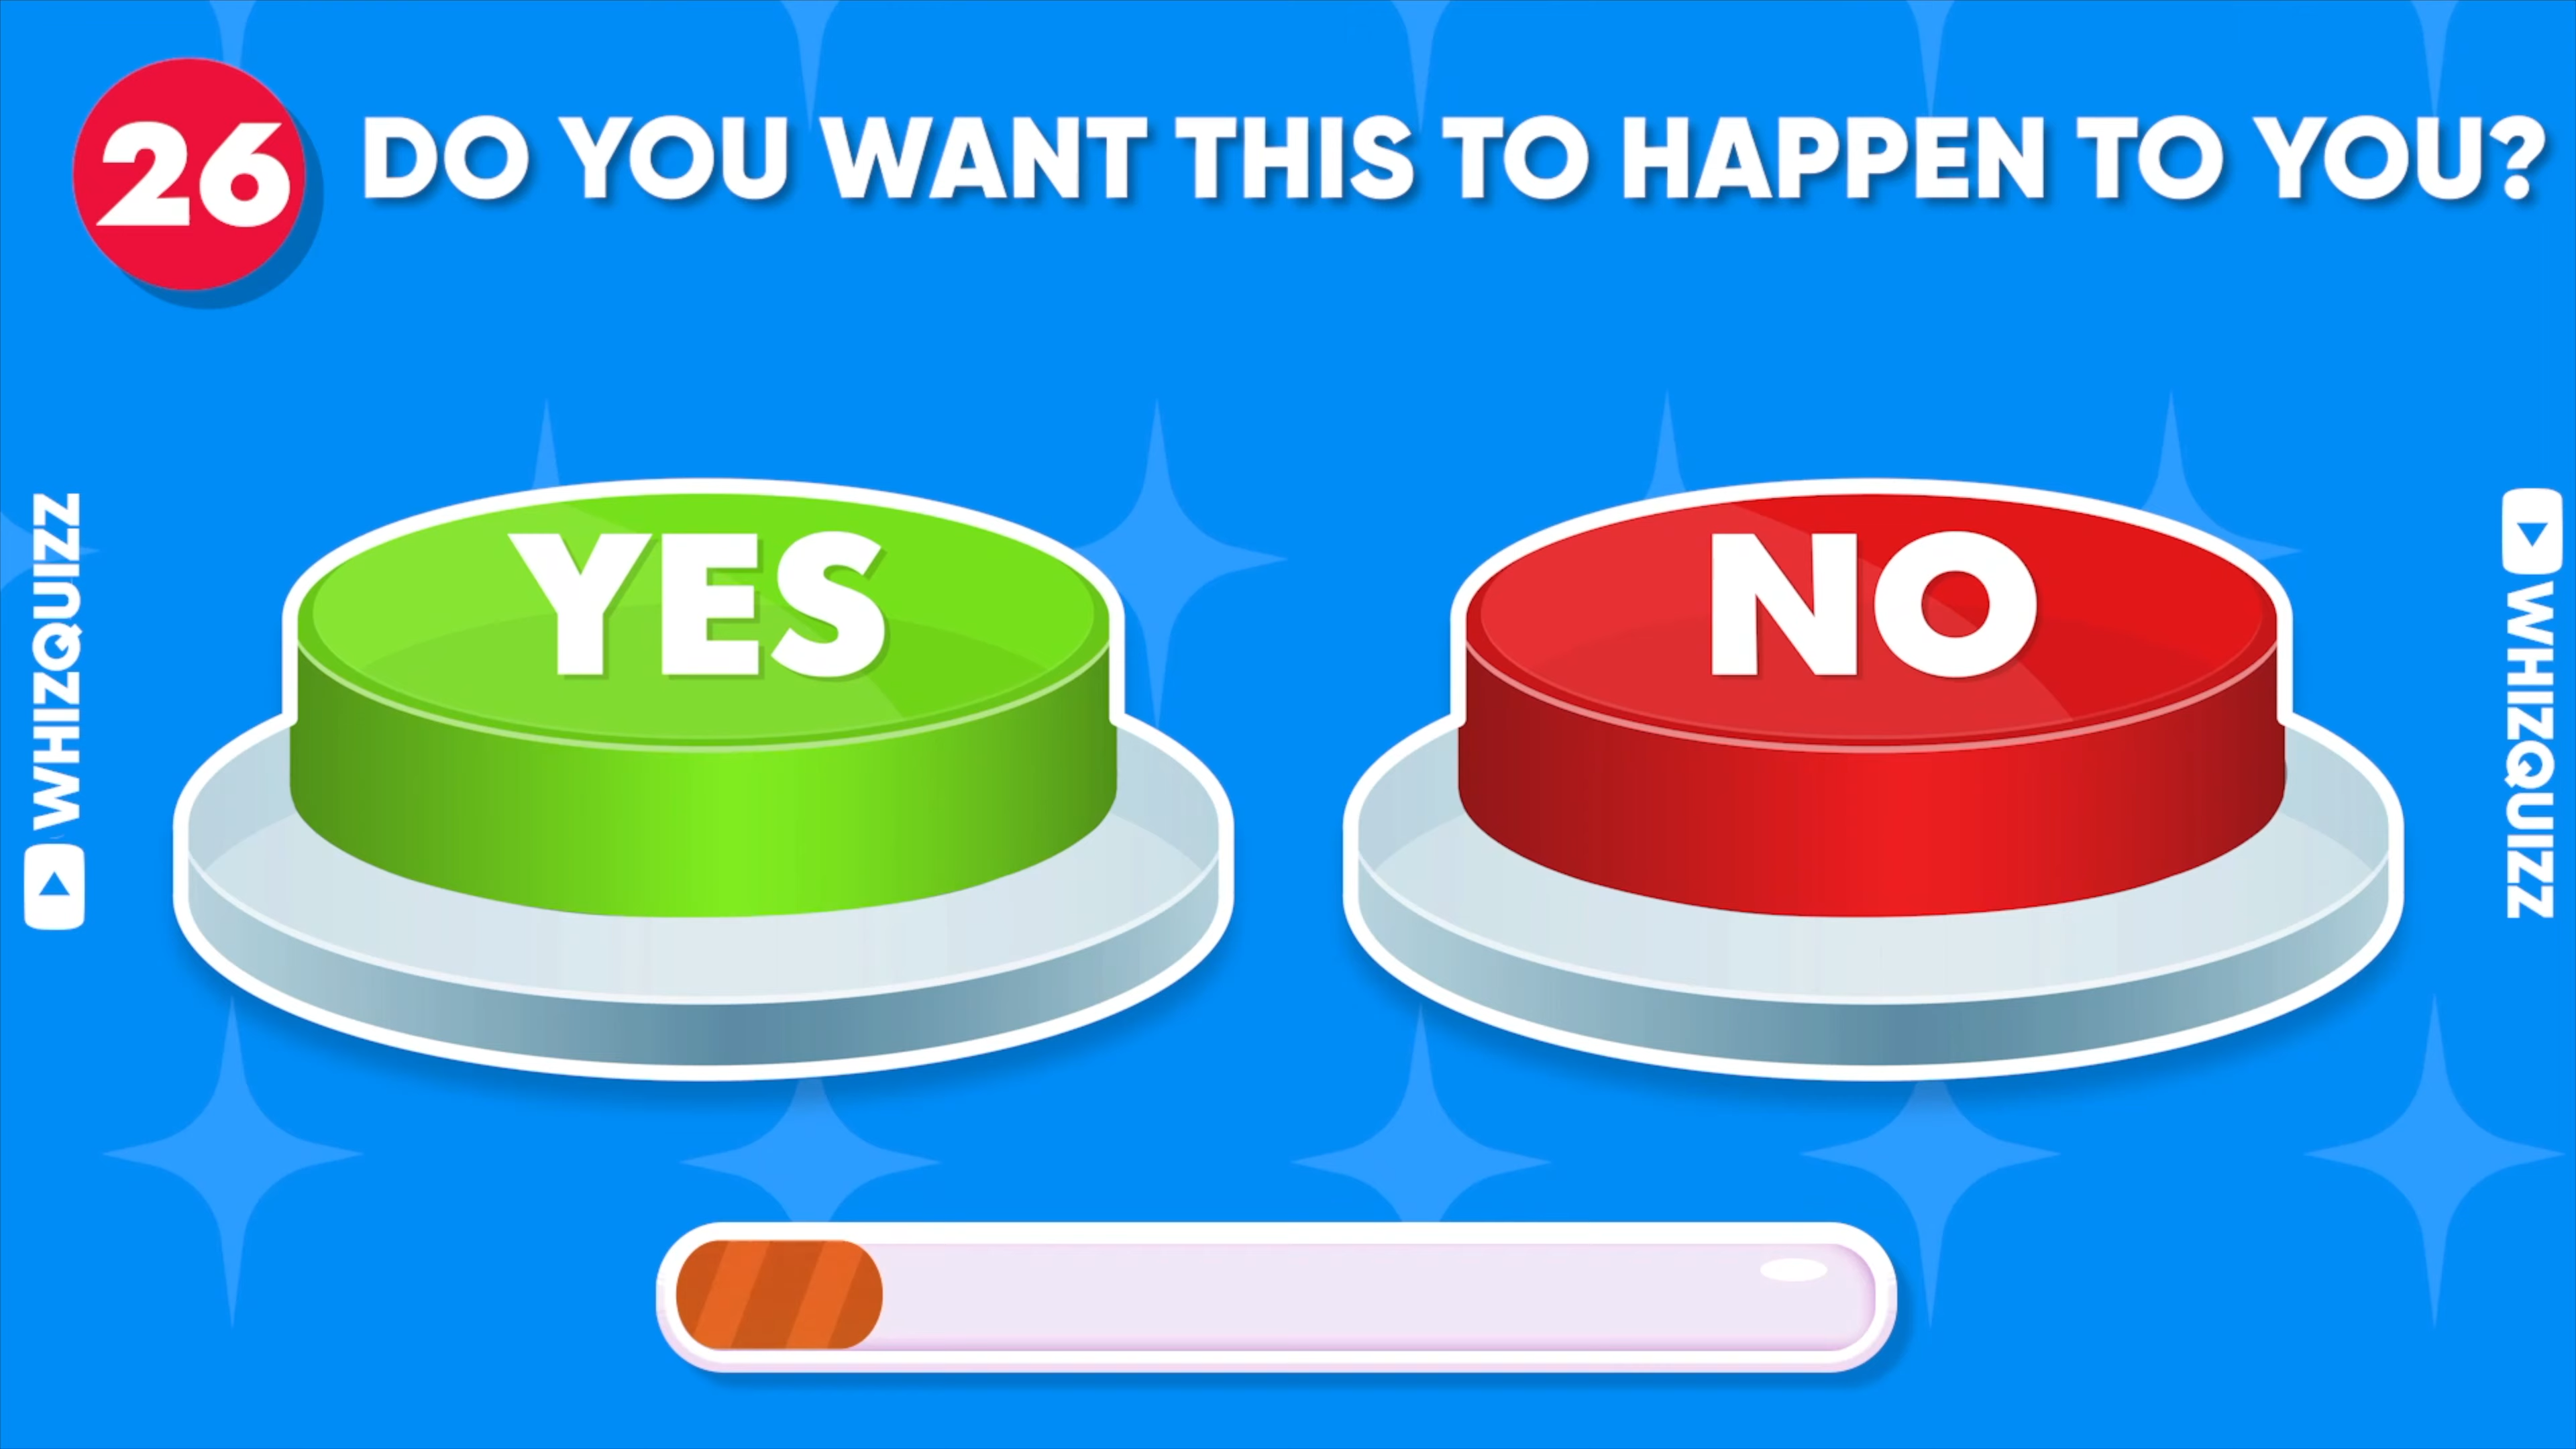 26
DO YOU WANT THIS TO HAPPEN TO YOU?
YES
NO
WHIZQUIZZ
WHIZQUIZZ